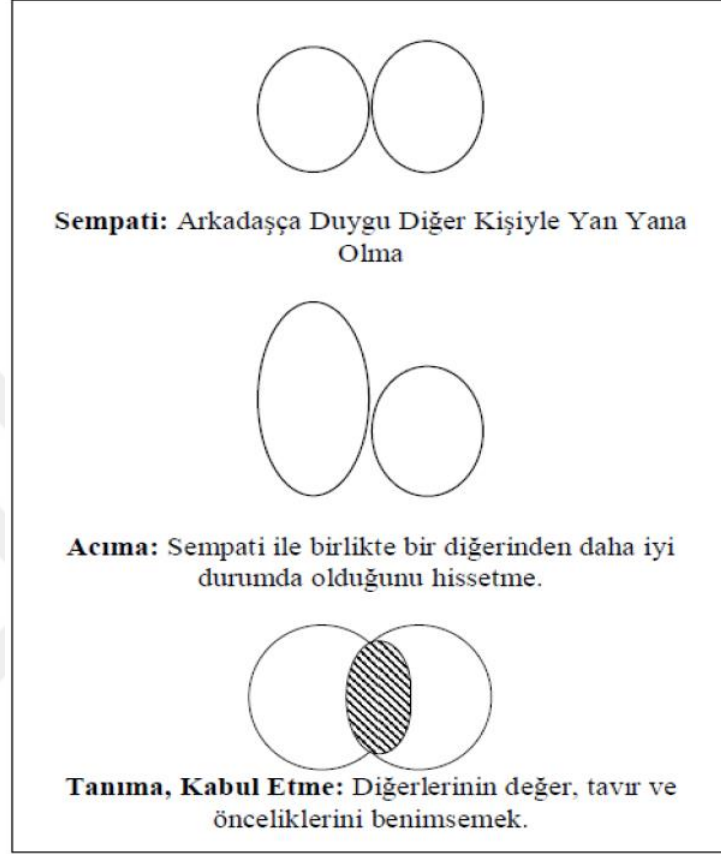 Sempati: Arkadaşça Duygu Diğer Kişiyle Yan Yana
Olma
Acıma: Sempati ile birlikte bir diğerinden daha iyi
durumda olduğunu hissetme.
Tanıma, Kabul Etme: Diğerlerinin değer, tavır ve
önceliklerini benimsemek.